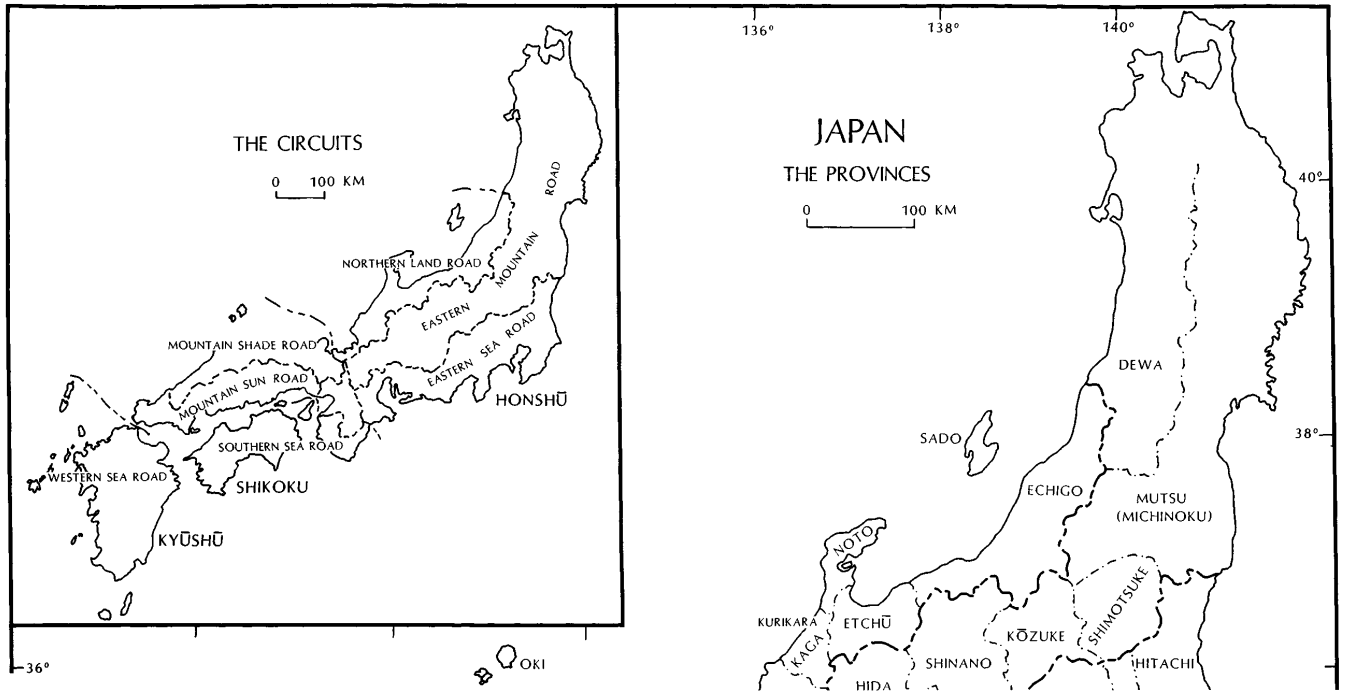 THE CIRCUITS
0 100 KM
ROAD
MOUNTAIN
NORTHERN LAND ROAD
EASTERN
MOUNTAIN SHADE ROAD
EASTERN SEA ROAD
MOUNTAIN SUN ROAD
HONSHŪ
SOUTHERN SEA ROAD
WESTERN SEA ROAD
SHIKOKU
KYŪSHŪ
36°
OKI
136° 138° 140°
JAPAN
THE PROVINCES
0 100 KM
40°
DEWA
SADO
38°
ECHIGO
MUTSU
(MICHINOKU)
NOTO
SHIMOTSUKE
KURIKARA
ETCHŪ
KAGA
KŌZUKE
SHINANO
HITACHI
HIDA